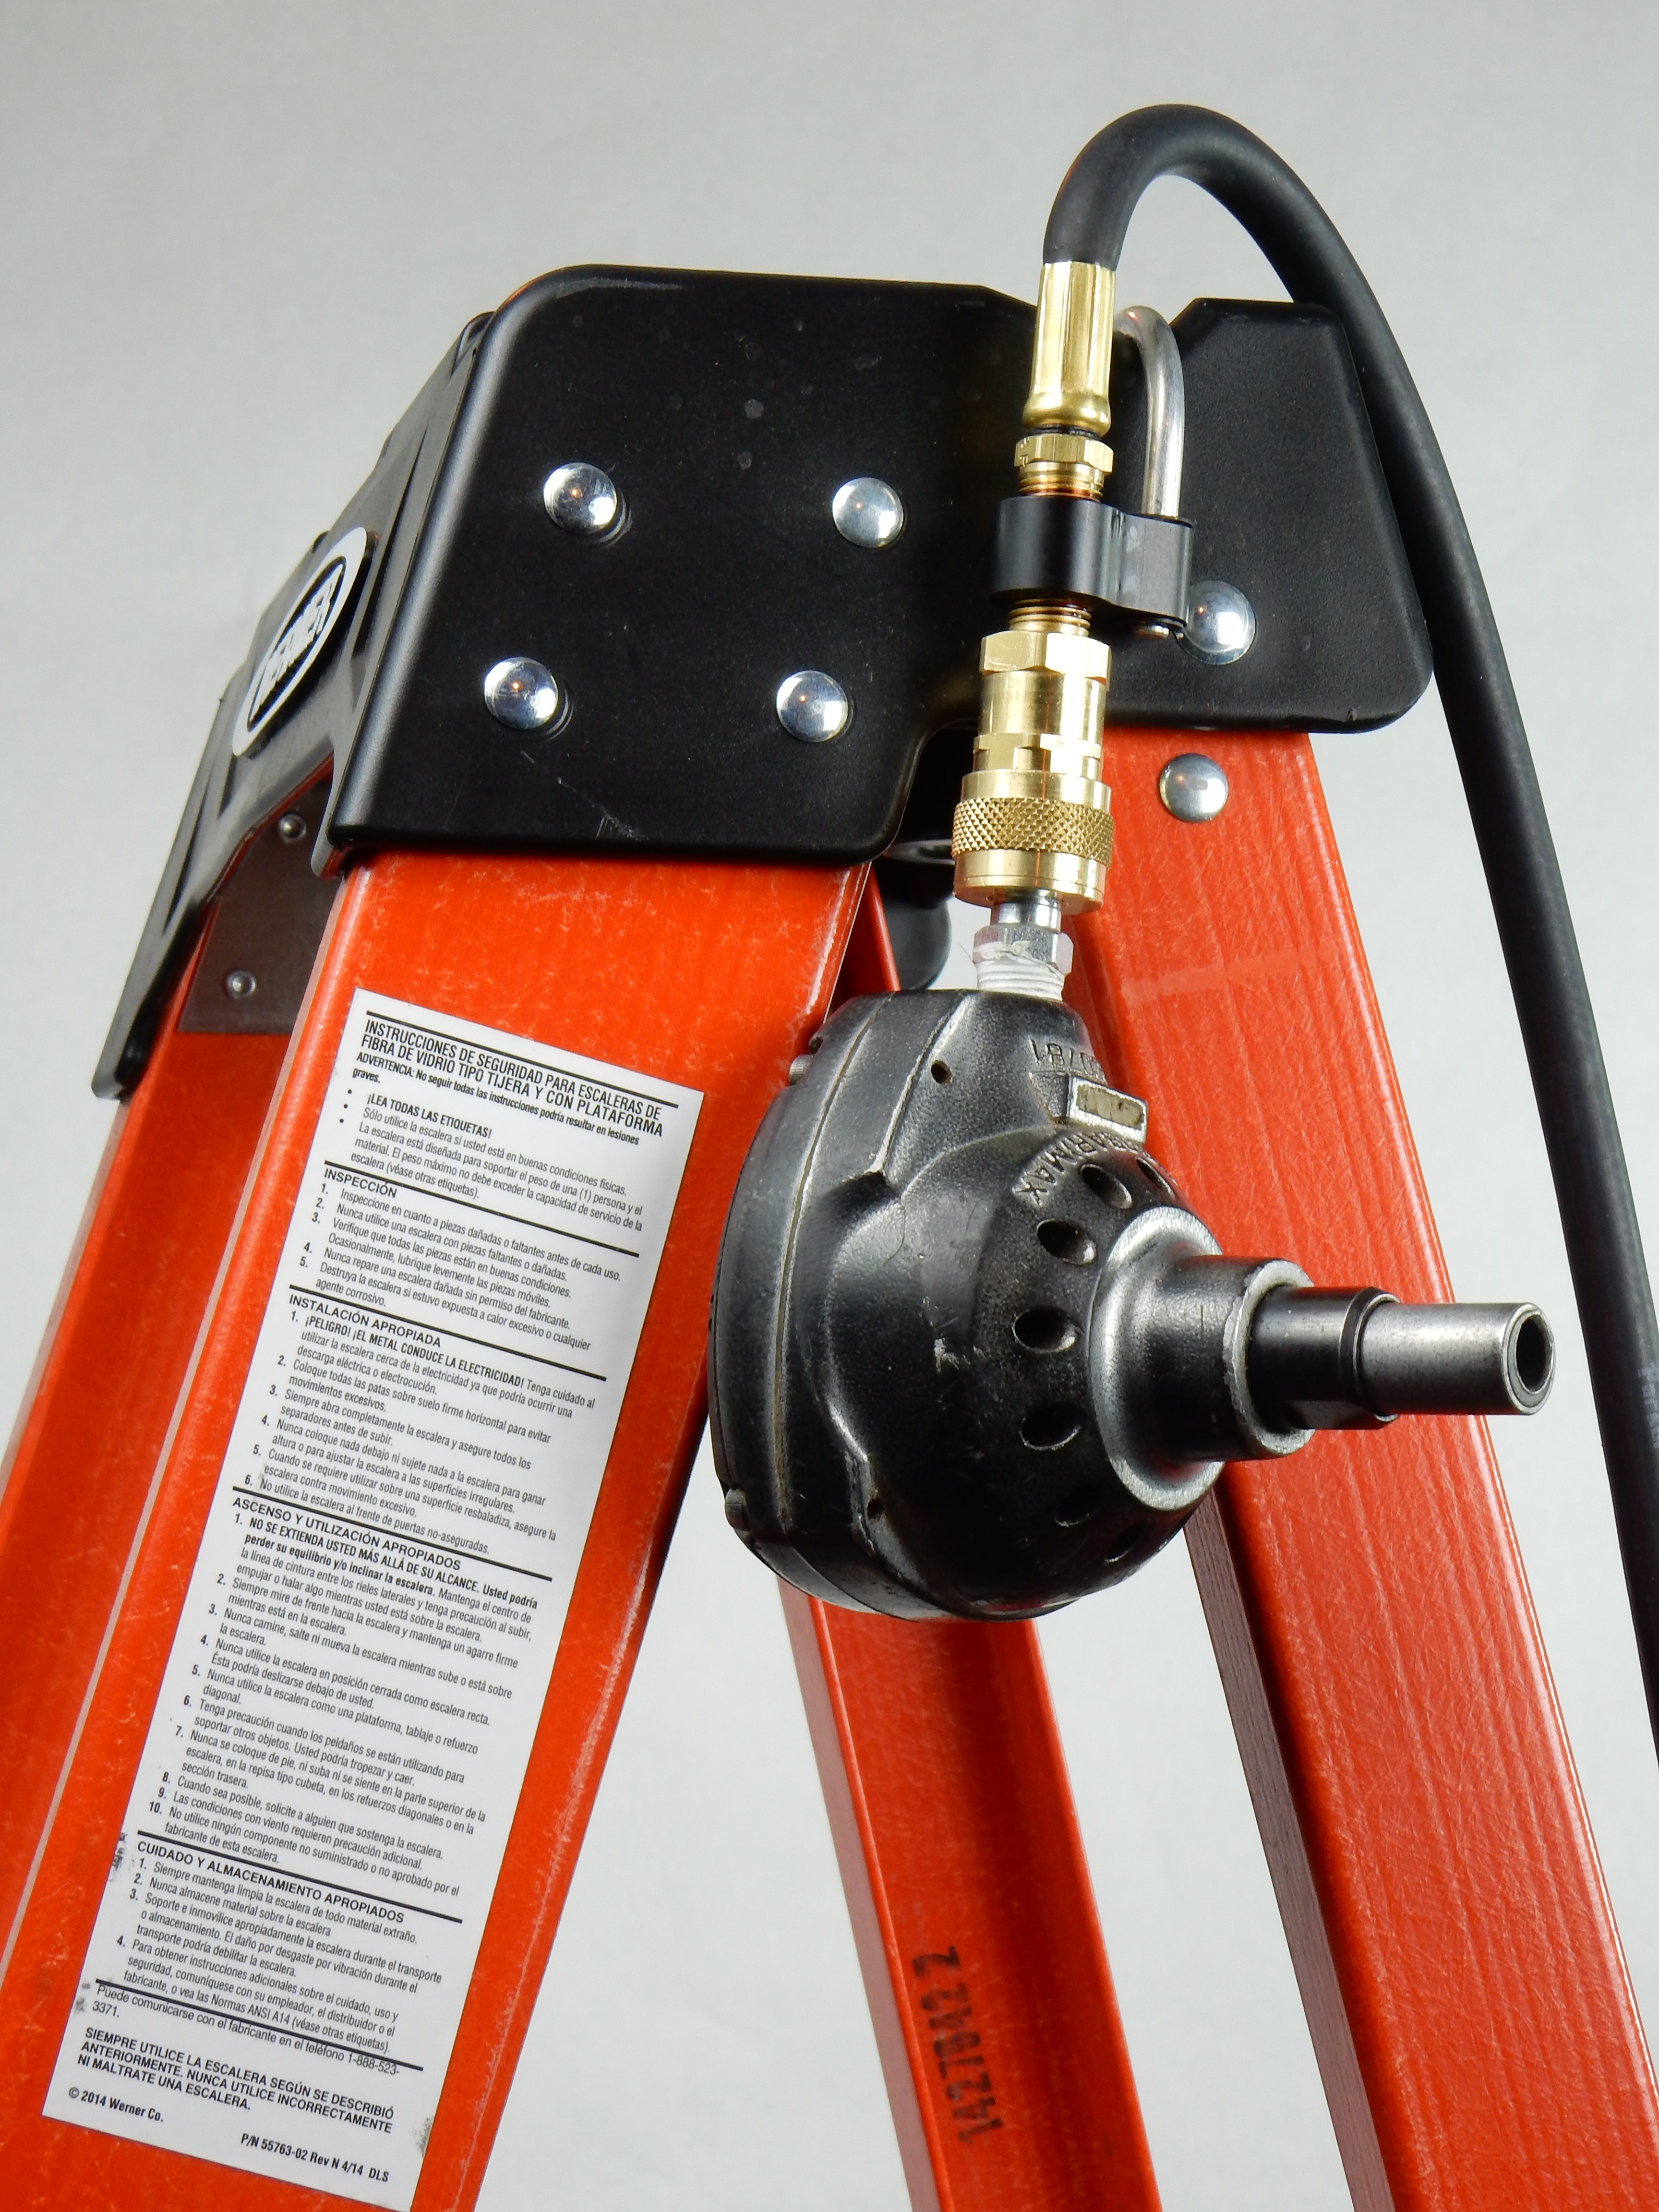 WERNER
INSTRUCCIONES DE SEGURIDAD PARA ESCALERAS DE
FIBRA DE VIDRIO TIPO TIJERA Y CON PLATAFORMA
ADVERTENCIA: No seguir todas las instrucciones podría resultar en lesiones
graves.
• ¡LEA TODAS LAS ETIQUETAS!
• Sólo utilice la escalera si usted está en buenas condiciones físicas.
• La escalera está diseñada para soportar el peso de una (1) persona y el
material. El peso máximo no debe exceder la capacidad de servicio de la
escalera (véase otras etiquetas).
INSPECCIÓN
1. Inspeccione en cuanto a piezas dañadas o faltantes antes de cada uso.
2. Nunca utilice una escalera con piezas faltantes o dañadas.
3. Verifique que todas las piezas están en buenas condiciones.
Ocasionalmente, lubrique levemente las piezas móviles.
4. Nunca repare una escalera dañada sin permiso del fabricante.
5. Destruya la escalera si estuvo expuesta a calor excesivo o cualquier
agente corrosivo.
INSTALACIÓN APROPIADA
1. ¡PELIGRO! ¡EL METAL CONDUCE LA ELECTRICIDAD! Tenga cuidado al
utilizar la escalera cerca de la electricidad ya que podría ocurrir una
descarga eléctrica o electrocución.
2. Coloque todas las patas sobre suelo firme horizontal para evitar
movimientos excesivos.
3. Siempre abra completamente la escalera y asegure todos los
separadores antes de subir.
4. Nunca coloque nada debajo ni sujete nada a la escalera para ganar
altura o para ajustar la escalera a las superficies irregulares.
5. Cuando se requiere utilizar sobre una superficie resbaladiza, asegure la
escalera contra movimiento excesivo.
6. No utilice la escalera al frente de puertas no-aseguradas.
ASCENSO Y UTILIZACIÓN APROPIADOS
1. NO SE EXTIENDA USTED MÁS ALLÁ DE SU ALCANCE. Usted podría
perder su equilibrio y/o inclinar la escalera. Mantenga el centro de
la línea de cintura entre los rieles laterales y tenga precaución al subir,
empujar o halar algo mientras usted está sobre la escalera.
2. Siempre mire de frente hacia la escalera y mantenga un agarre firme
mientras está en la escalera.
3. Nunca camine, salte ni mueva la escalera mientras sube o está sobre
la escalera.
4. Nunca utilice la escalera en posición cerrada como escalera recta.
Ésta podría deslizarse debajo de usted.
5. Nunca utilice la escalera como una plataforma, tablaje o refuerzo
diagonal.
6. Tenga precaución cuando los peldaños se están utilizando para
soportar otros objetos. Usted podría tropezar y caer.
7. Nunca se coloque de pie, ni suba ni se siente en la parte superior de la
escalera, en la repisa tipo cubeta, en los refuerzos diagonales o en la
sección trasera.
8. Cuando sea posible, solicite a alguien que sostenga la escalera.
9. Las condiciones con viento requieren precaución adicional.
10. No utilice ningún componente no suministrado o no aprobado por el
fabricante de esta escalera.
CUIDADO Y ALMACENAMIENTO APROPIADOS
1. Siempre mantenga limpia la escalera de todo material extraño.
2. Nunca almacene material sobre la escalera
3. Soporte e inmovilice apropiadamente la escalera durante el transporte
o almacenamiento. El daño por desgaste por vibración durante el
transporte podría debilitar la escalera.
4. Para obtener instrucciones adicionales sobre el cuidado, uso y
seguridad, comuníquese con su empleador, el distribuidor o el
fabricante, o vea las Normas ANSI A14 (véase otras etiquetas).
Puede comunicarse con el fabricante en el teléfono 1-888-523-
3371.
SIEMPRE UTILICE LA ESCALERA SEGÚN SE DESCRIBIÓ
ANTERIORMENTE. NUNCA UTILICE INCORRECTAMENTE
NI MALTRATE UNA ESCALERA.
© 2014 Werner Co.
P/N 55763-02 Rev N 4/14 DLS
1427642 2